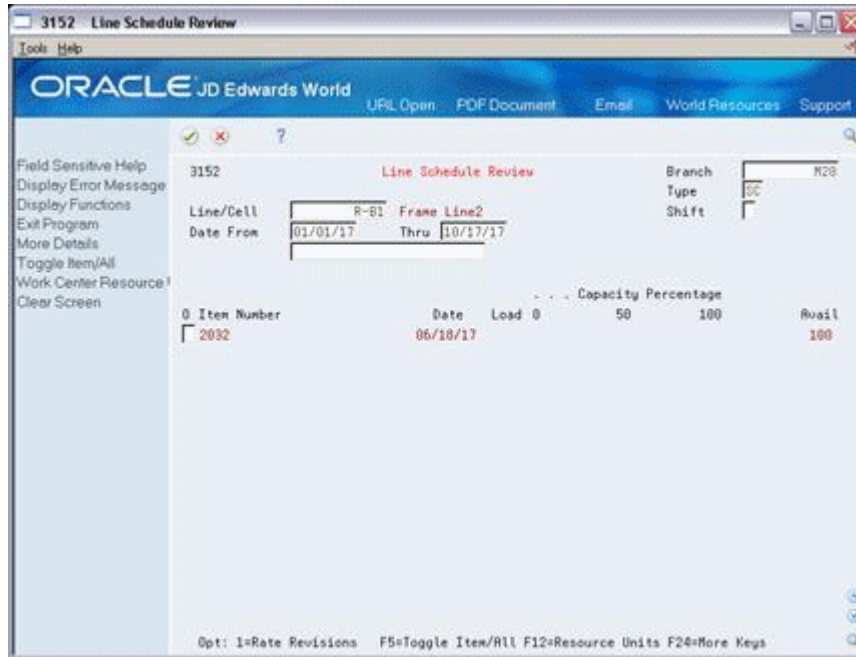 3152 Line Schedule Review
Tools Help
ORACLE JD Edwards World
URL Open PDF Document Email World Resources Support
?
Field Sensitive Help
Display Error Message
Display Functions
Exit Program
More Details
Toggle Item/All
Work Center Resource
Clear Screen
3152 Line Schedule Review Branch M28
Type SC
Line/Cell R-B1 Frame Line2 Shift
Date From 01/01/17 Thru 10/17/17
. . . Capacity Percentage
O Item Number Date Load 0 50 100 Avail
2032 06/18/17 100
Opt: 1=Rate Revisions F5=Toggle Item/All F12=Resource Units F24=More Keys